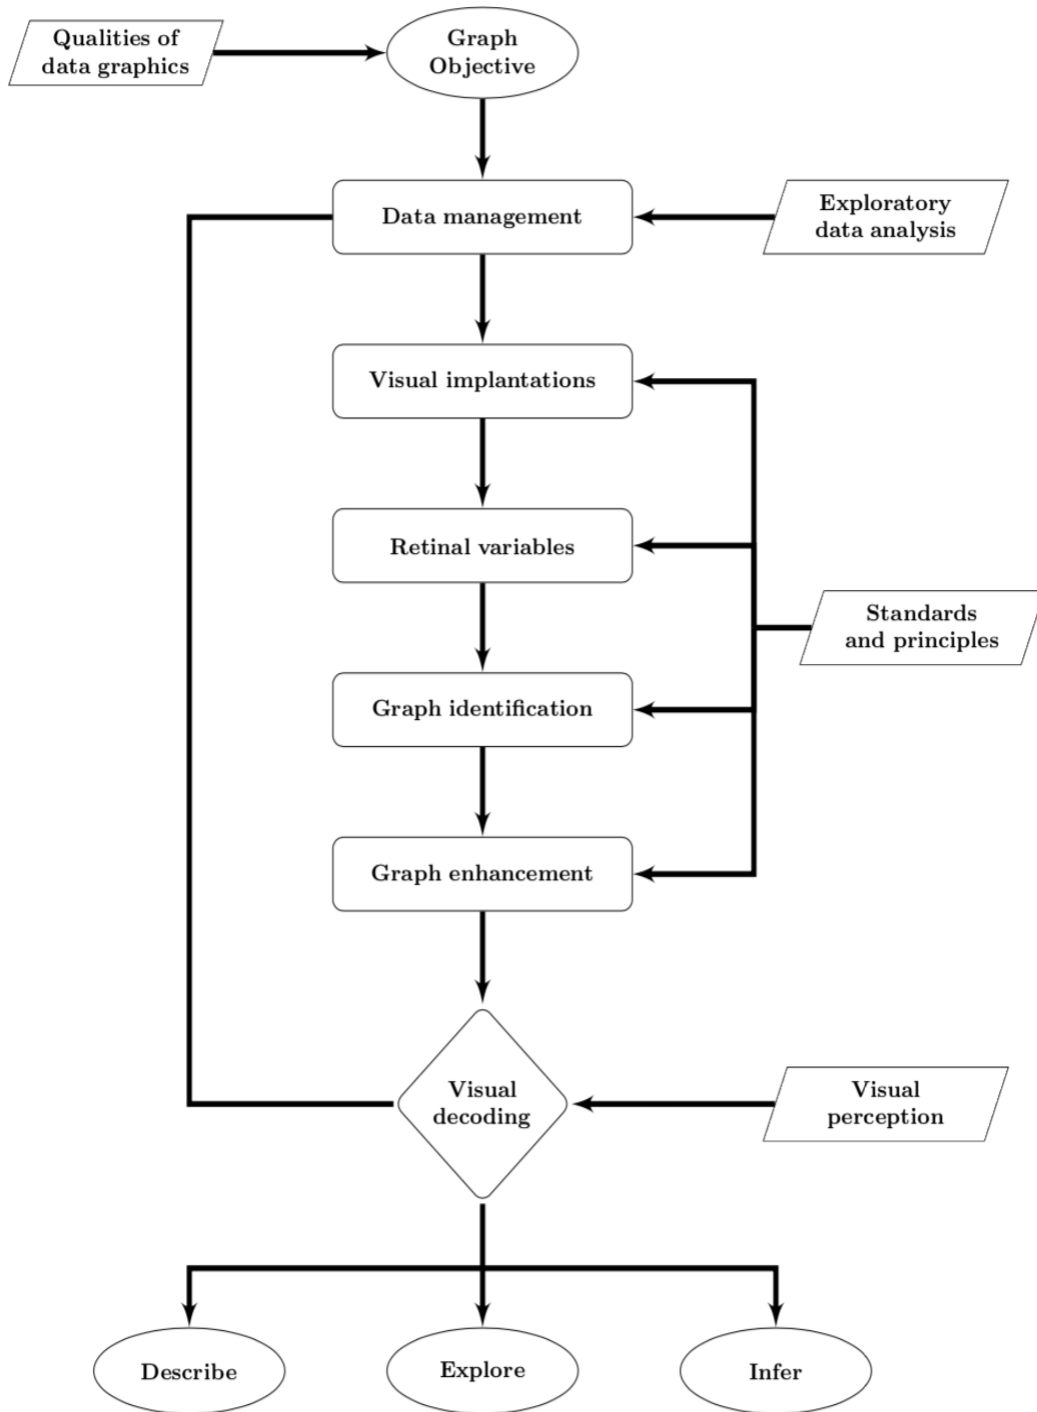 Qualities of
data graphics
Graph
Objective
Data management
Exploratory
data analysis
Visual implantations
Retinal variables
Standards
and principles
Graph identification
Graph enhancement
Visual
decoding
Visual
perception
Describe
Explore
Infer